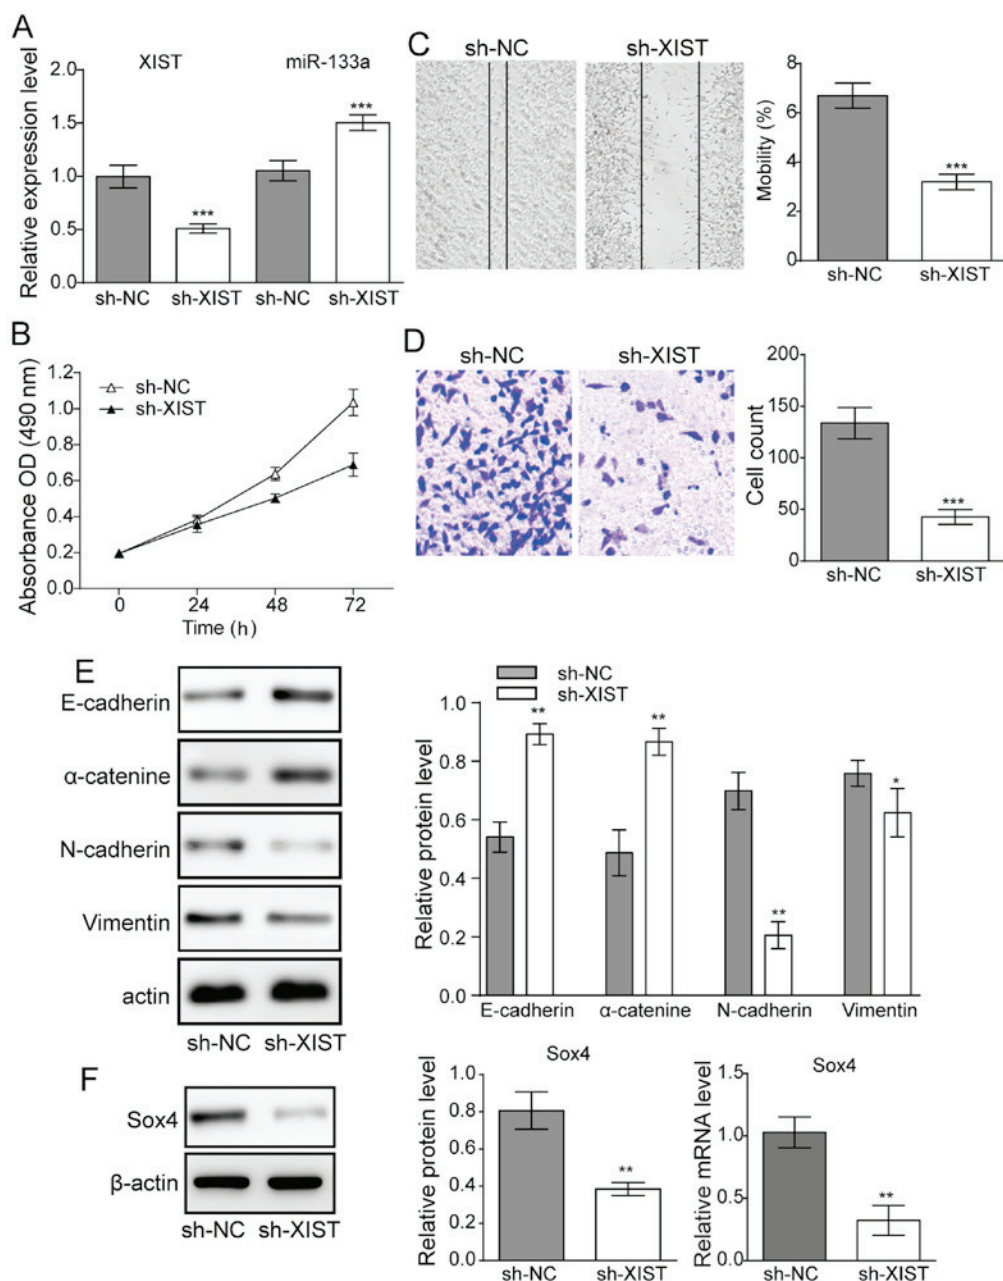 A
XIST
miR-133a
Relative expression level
2.0
1.5
1.0
0.5
0.0
***
***
sh-NC
sh-XIST
sh-NC
sh-XIST
B
Absorbance OD (490 nm)
1.2
1.0
0.8
0.6
0.4
0.2
0.0
sh-NC
sh-XIST
0
24
48
72
Time (h)
C
sh-NC
sh-XIST
Mobility (%)
8
6
4
2
0
***
sh-NC
sh-XIST
D
sh-NC
sh-XIST
Cell count
200
150
100
50
0
***
sh-NC
sh-XIST
E
E-cadherin
α-catenine
N-cadherin
Vimentin
actin
sh-NC
sh-XIST
sh-NC
sh-XIST
Relative protein level
1.0
0.8
0.6
0.4
0.2
0.0
**
**
**
*
E-cadherin
α-catenine
N-cadherin
Vimentin
F
Sox4
β-actin
sh-NC
sh-XIST
Sox4
Relative protein level
1.0
0.8
0.6
0.4
0.2
0.0
**
sh-NC
sh-XIST
Sox4
Relative mRNA level
1.5
1.0
0.5
0.0
**
sh-NC
sh-XIST